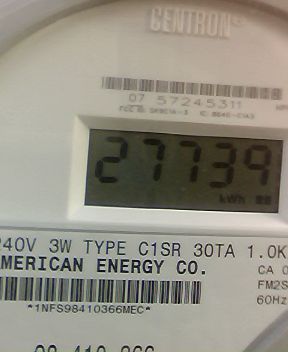 CENTRON
07 57245311
27739
kWh
240V 3W TYPE C1SR 30TA 1.0K
AMERICAN ENERGY CO.
CA 0
FM2S
60Hz
*1NFS98410366MEC*